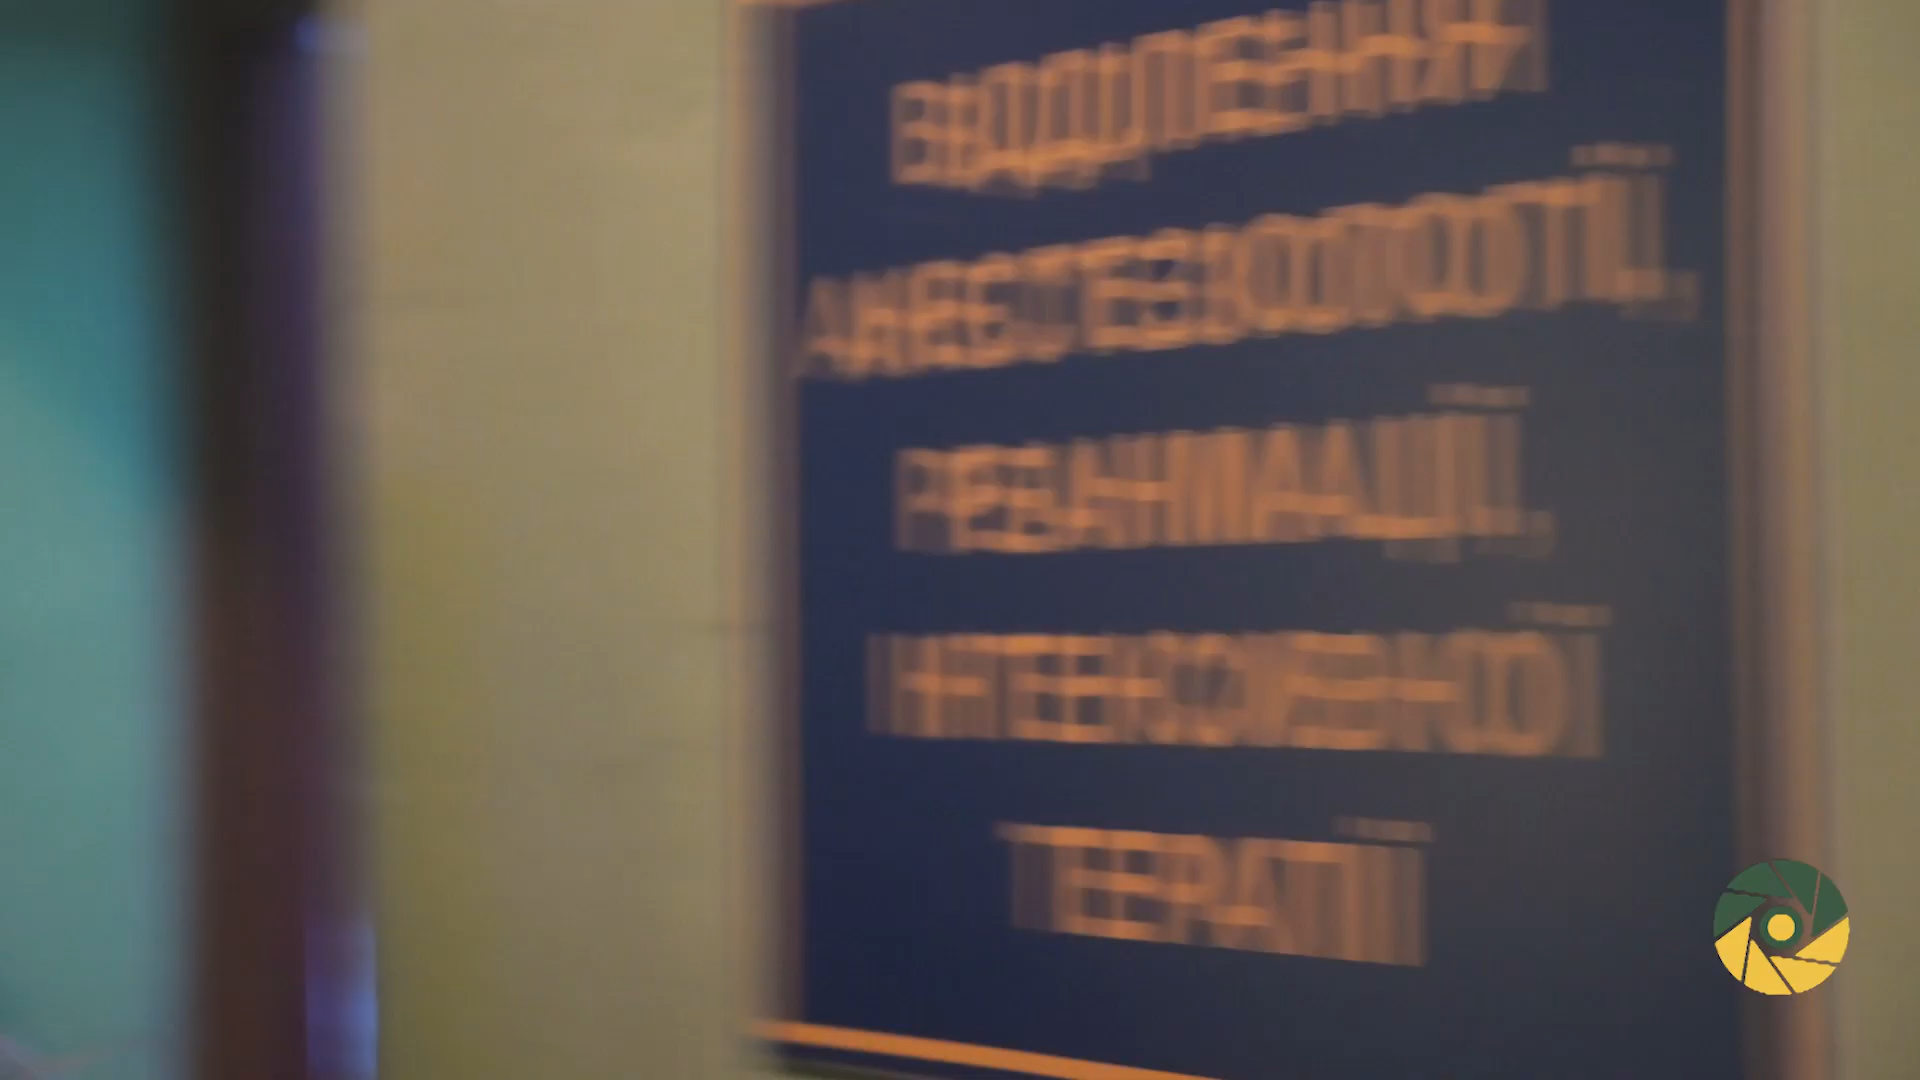 ВІДДІЛЕННЯ
АНЕСТЕЗІОЛОГІЇ,
РЕАНІМАЦІЇ,
ІНТЕНСИВНОЇ
ТЕРАПІЇ